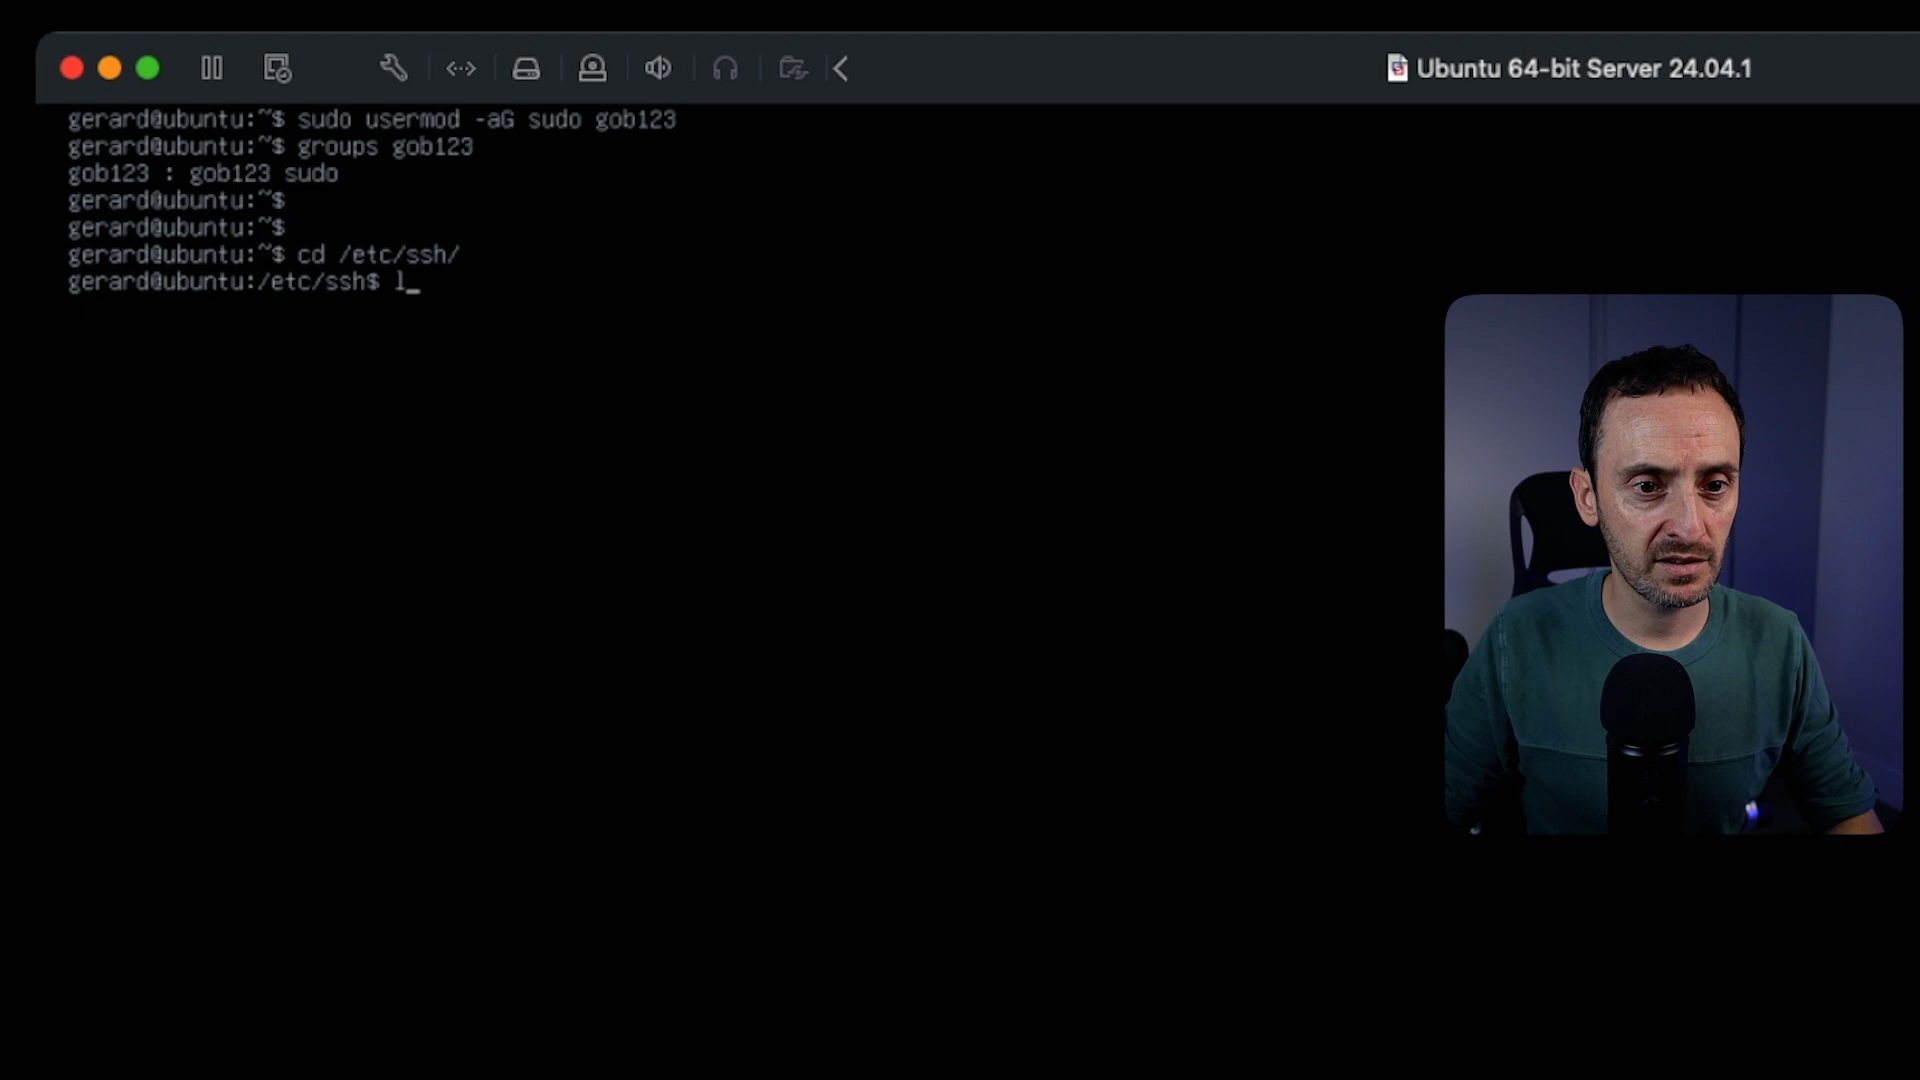 Ubuntu 64-bit Server 24.04.1
gerard@ubuntu:~$ sudo usermod -aG sudo gob123
gerard@ubuntu:~$ groups gob123
gob123 : gob123 sudo
gerard@ubuntu:~$
gerard@ubuntu:~$
gerard@ubuntu:~$ cd /etc/ssh/
gerard@ubuntu:/etc/ssh$ l_